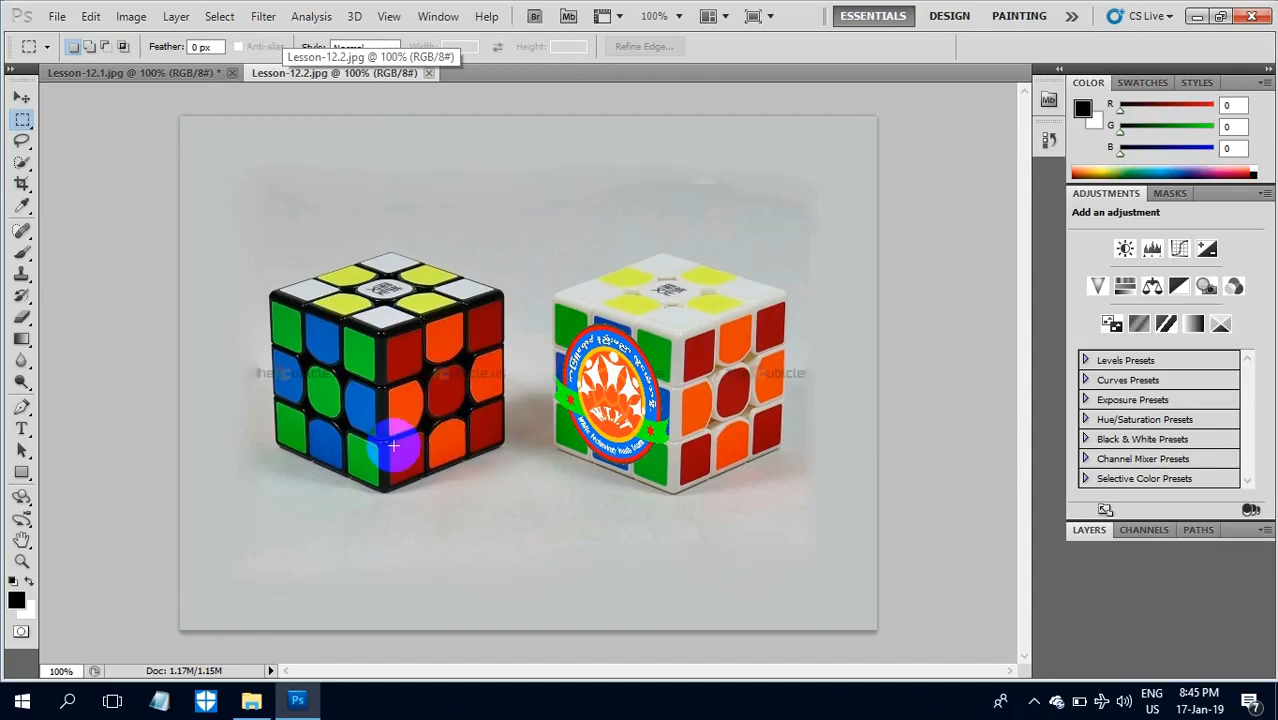 Ps File Edit Image Layer Select Filter Analysis 3D View Window Help Br Mb 100% ESSENTIALS DESIGN PAINTING CS Live
Feather: 0 px Anti-alias Style: Normal Width: Height: Refine Edge...
Lesson-12.2.jpg @ 100% (RGB/8#)
Lesson-12.1.jpg @ 100% (RGB/8#) * Lesson-12.2.jpg @ 100% (RGB/8#)
COLOR SWATCHES STYLES
Mb
R 0
G 0
B 0
ADJUSTMENTS MASKS
Add an adjustment
Levels Presets
Curves Presets
Exposure Presets
Hue/Saturation Presets
Black & White Presets
Channel Mixer Presets
Selective Color Presets
LAYERS CHANNELS PATHS
W.T.Y.T
100% Doc: 1.17M/1.15M
Ps
ENG
US
8:45 PM
17-Jan-19
7